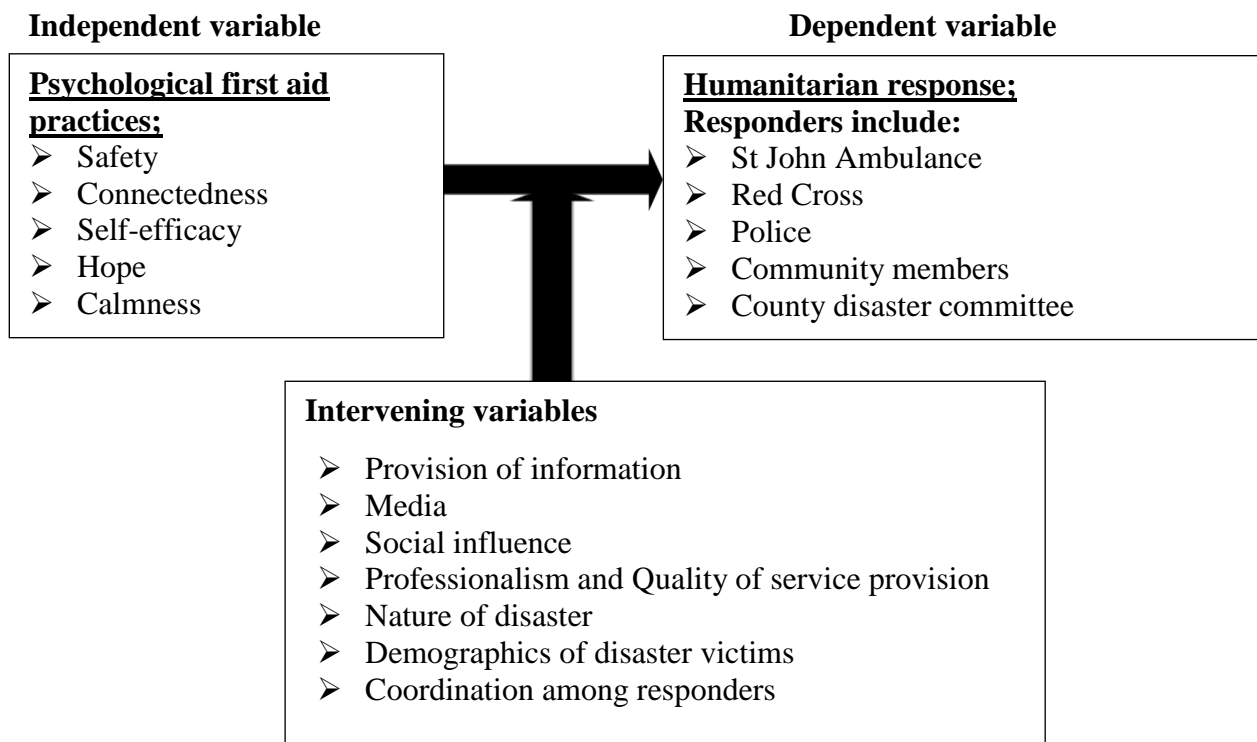 Independent variable
Dependent variable
Psychological first aid
practices;
➢ Safety
➢ Connectedness
➢ Self-efficacy
➢ Hope
➢ Calmness
Humanitarian response;
Responders include:
➢ St John Ambulance
➢ Red Cross
➢ Police
➢ Community members
➢ County disaster committee
Intervening variables
➢ Provision of information
➢ Media
➢ Social influence
➢ Professionalism and Quality of service provision
➢ Nature of disaster
➢ Demographics of disaster victims
➢ Coordination among responders